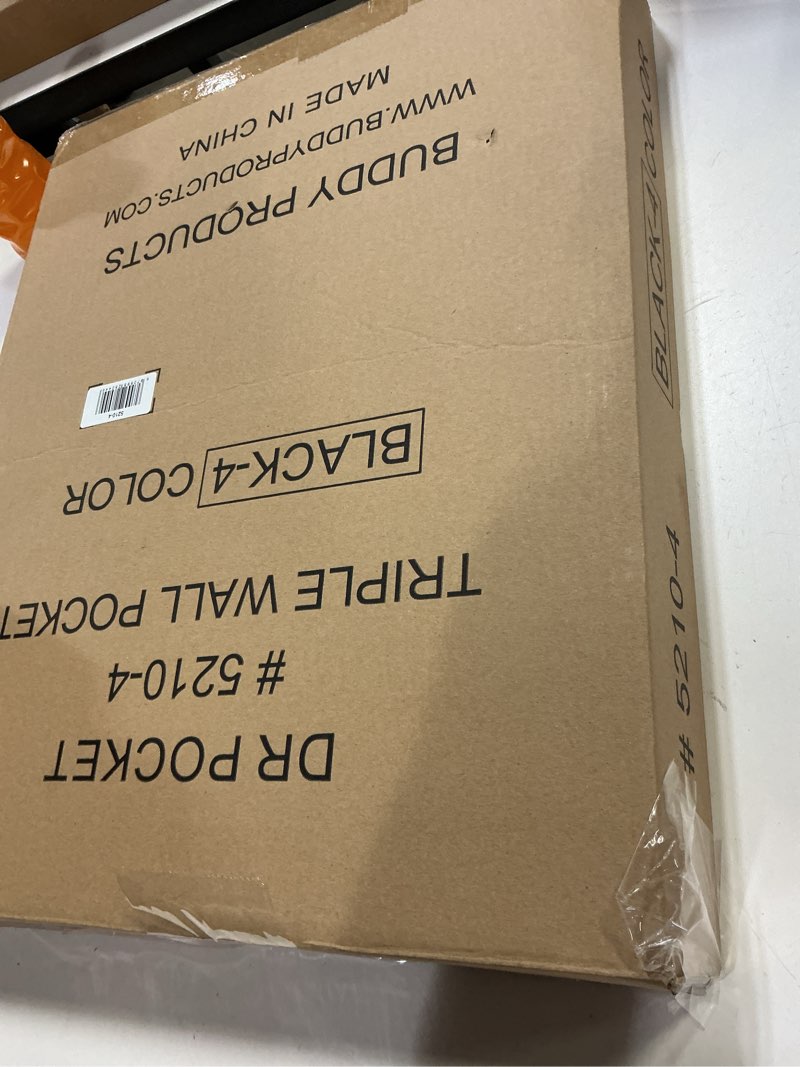 DR POCKET
# 5210-4
TRIPLE WALL POCKET
BLACK-4 COLOR
5210-4
BUDDY PRODUCTS
WWW.BUDDYPRODUCTS.COM
MADE IN CHINA
# 5210-4
BLACK-4 COLOR